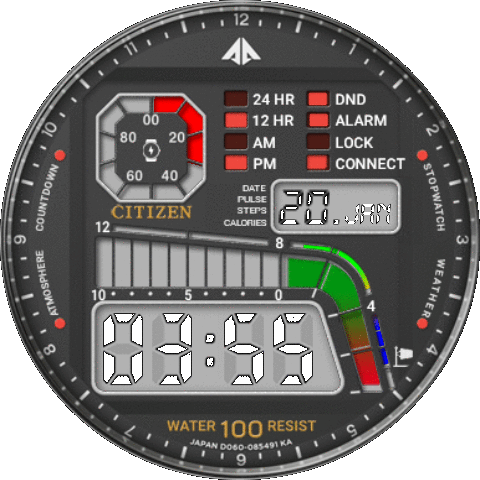 12
11
1
10
2
9
3
8
4
7
5
6
24 HR
DND
12 HR
ALARM
AM
LOCK
PM
CONNECT
00
80
20
60
40
CITIZEN
COUNTDOWN
STOPWATCH
ATMOSPHERE
WEATHER
DATE
PULSE
STEPS
CALORIES
20.JAN
12
8
10
5
0
4
WATER 100 RESIST
JAPAN D060-085491 KA